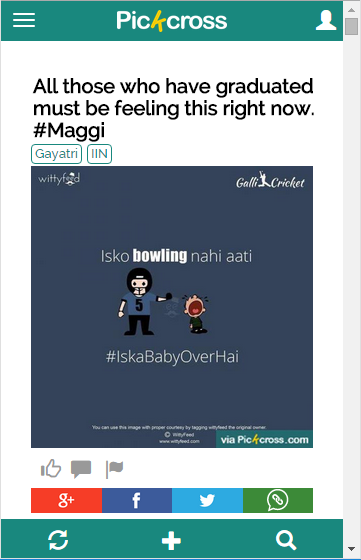 Pickcross
All those who have graduated
must be feeling this right now.
#Maggi
Gayatri IIN
wittyfeed Galli Cricket
Isko bowling nahi aati
5
#IskaBabyOverHai
You can use this image with proper courtesy by tagging wittyfeed the original owner.
© WittyFeed
www.wittyfeed.com
via Pickcross.com
g+ f